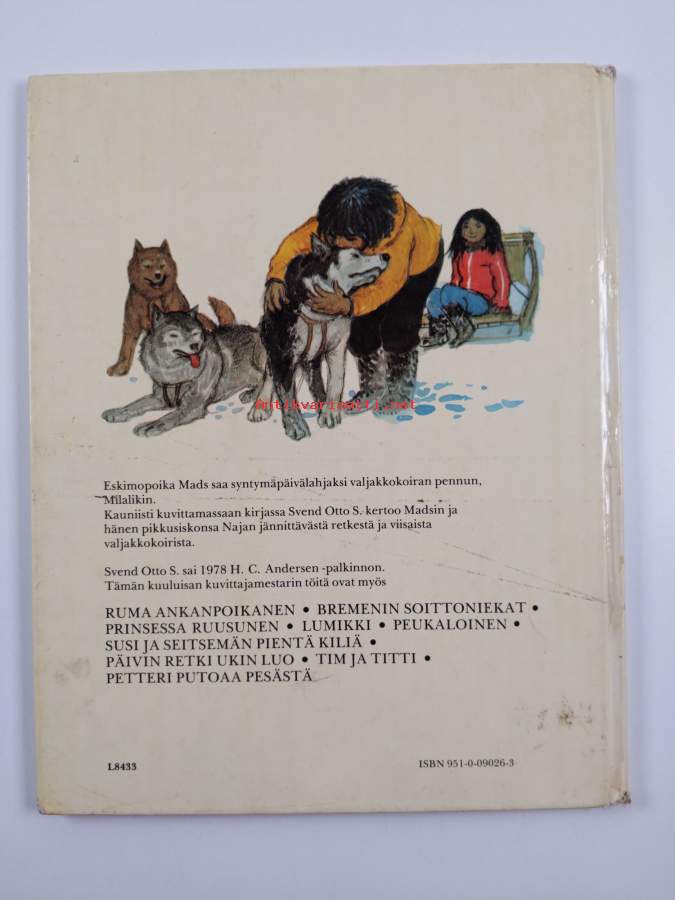 Antikvariaatti.net
Eskimopoika Mads saa syntymäpäivälahjaksi valjakkokoiran pennun,
Milalikin.
Kauniisti kuvittamassaan kirjassa Svend Otto S. kertoo Madsin ja
hänen pikkusiskonsa Najan jännittävästä retkestä ja viisaista
valjakkokoirista.
Svend Otto S. sai 1978 H. C. Andersen -palkinnon.
Tämän kuuluisan kuvittajamestarin töitä ovat myös
RUMA ANKANPOIKANEN • BREMENIN SOITTONIEKAT •
PRINSESSA RUUSUNEN • LUMIKKI • PEUKALOINEN •
SUSI JA SEITSEMÄN PIENTÄ KILIÄ •
PÄIVIN RETKI UKIN LUO • TIM JA TITTI •
PETTERI PUTOAA PESÄSTÄ
L8433
ISBN 951-0-09026-3